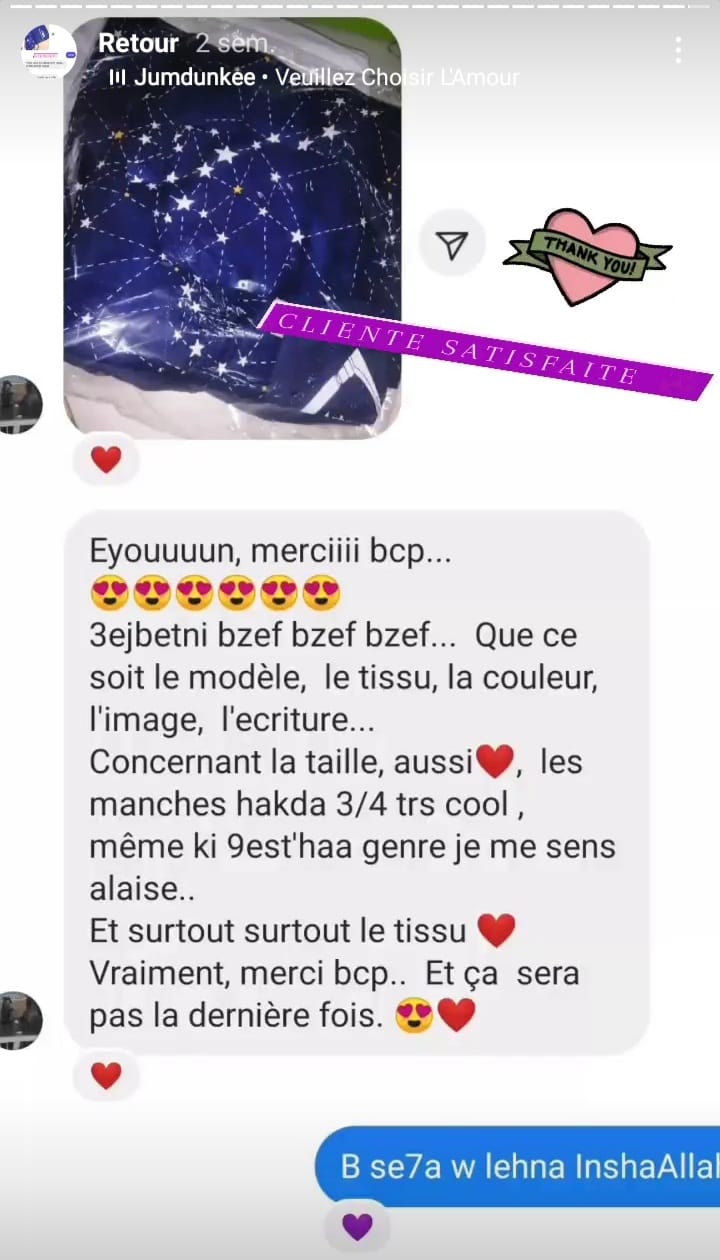 Retour 2 sem.
Jumdunkee • Veuillez Choisir L'Amour
THANK YOU!
CLIENTE SATISFAITE
Eyouuuun, merciiii bcp...
😍😍😍😍😍😍
3ejbetni bzef bzef bzef... Que ce
soit le modèle, le tissu, la couleur,
l'image, l'ecriture...
Concernant la taille, aussi❤️, les
manches hakda 3/4 trs cool ,
même ki 9est'haa genre je me sens
alaise..
Et surtout surtout le tissu ❤️
Vraiment, merci bcp.. Et ça sera
pas la dernière fois. 😍❤️
B se7a w lehna InshaAllah